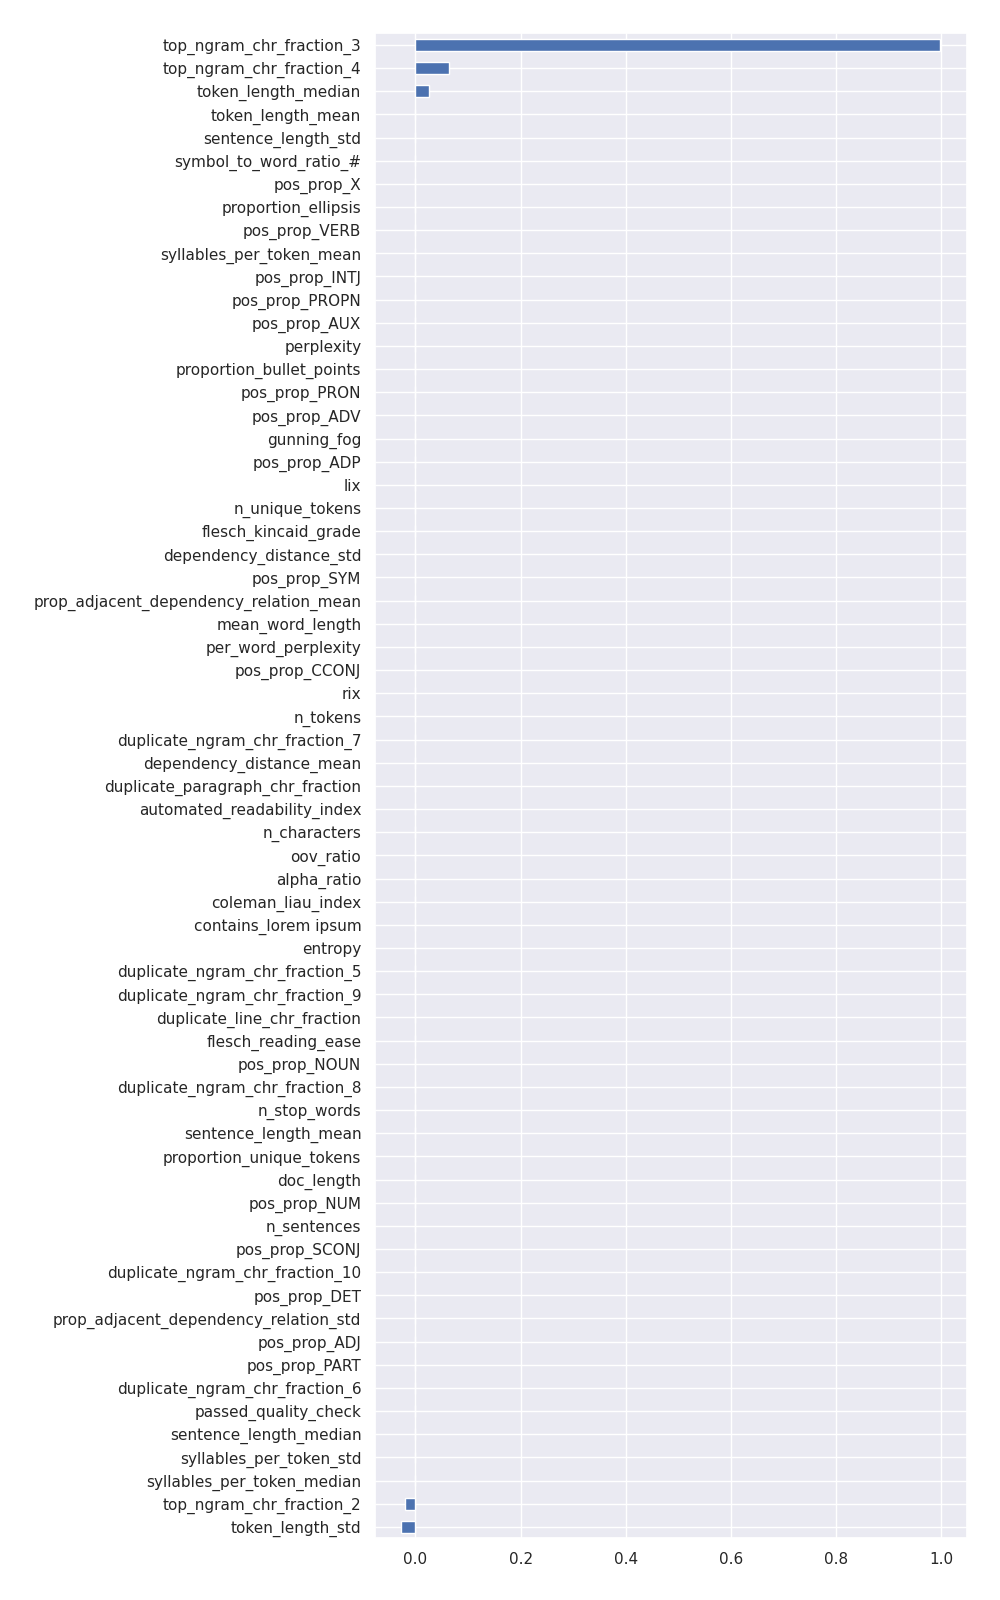 top_ngram_chr_fraction_3
top_ngram_chr_fraction_4
token_length_median
token_length_mean
sentence_length_std
symbol_to_word_ratio_#
pos_prop_X
proportion_ellipsis
pos_prop_VERB
syllables_per_token_mean
pos_prop_INTJ
pos_prop_PROPN
pos_prop_AUX
perplexity
proportion_bullet_points
pos_prop_PRON
pos_prop_ADV
gunning_fog
pos_prop_ADP
lix
n_unique_tokens
flesch_kincaid_grade
dependency_distance_std
pos_prop_SYM
prop_adjacent_dependency_relation_mean
mean_word_length
per_word_perplexity
pos_prop_CCONJ
rix
n_tokens
duplicate_ngram_chr_fraction_7
dependency_distance_mean
duplicate_paragraph_chr_fraction
automated_readability_index
n_characters
oov_ratio
alpha_ratio
coleman_liau_index
contains_lorem ipsum
entropy
duplicate_ngram_chr_fraction_5
duplicate_ngram_chr_fraction_9
duplicate_line_chr_fraction
flesch_reading_ease
pos_prop_NOUN
duplicate_ngram_chr_fraction_8
n_stop_words
sentence_length_mean
proportion_unique_tokens
doc_length
pos_prop_NUM
n_sentences
pos_prop_SCONJ
duplicate_ngram_chr_fraction_10
pos_prop_DET
prop_adjacent_dependency_relation_std
pos_prop_ADJ
pos_prop_PART
duplicate_ngram_chr_fraction_6
passed_quality_check
sentence_length_median
syllables_per_token_std
syllables_per_token_median
top_ngram_chr_fraction_2
token_length_std
0.0 0.2 0.4 0.6 0.8 1.0